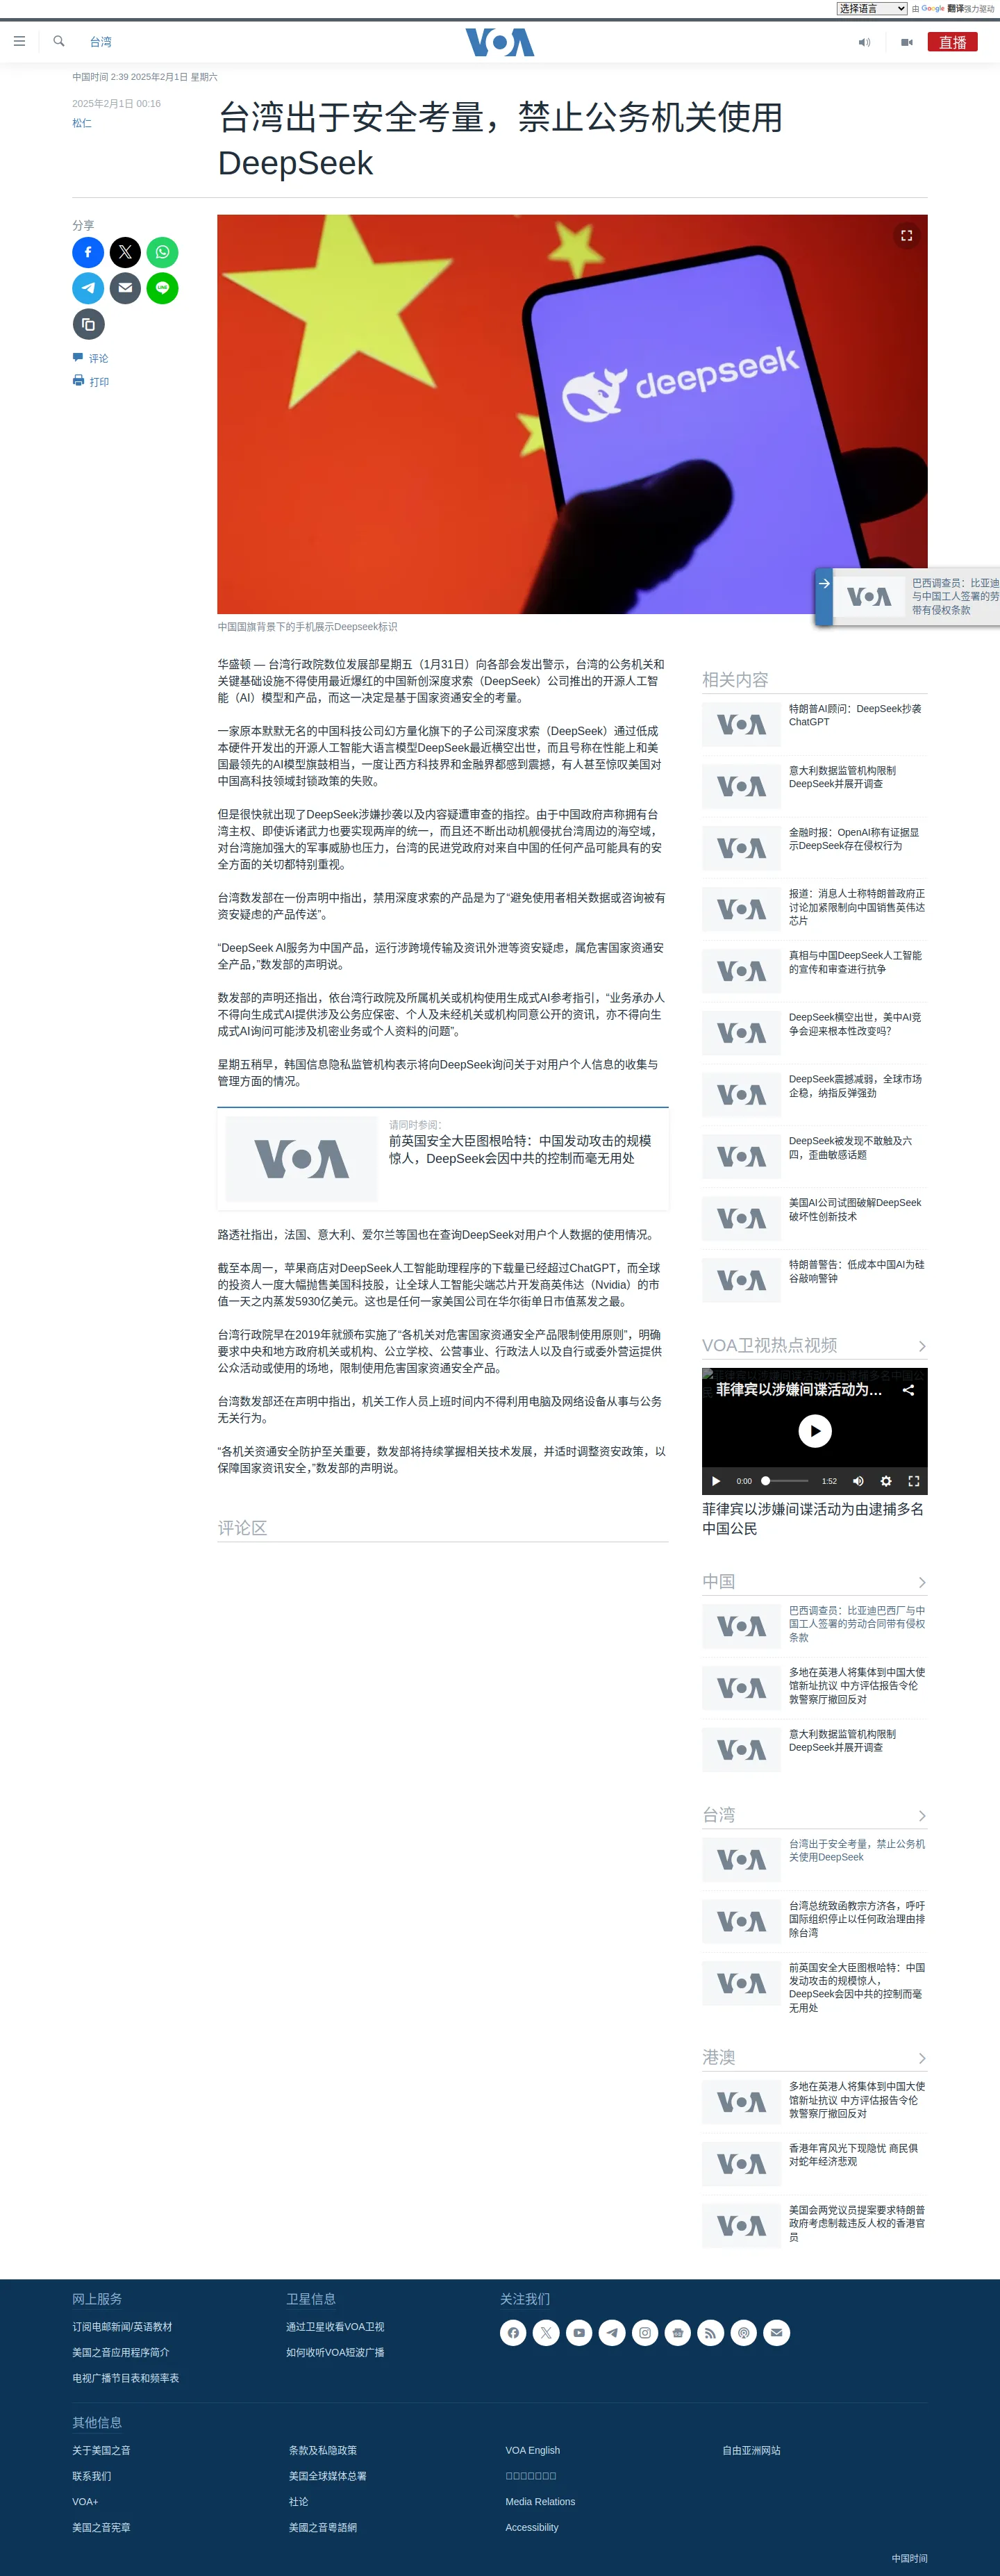 选择语言 由 Google 翻译强力驱动
台湾
VOA
直播
中国时间 2:39 2025年2月1日 星期六
2025年2月1日 00:16
松仁
台湾出于安全考量，禁止公务机关使用
DeepSeek
分享
评论
打印
deepseek
中国国旗背景下的手机展示Deepseek标识
巴西调查员：比亚迪
与中国工人签署的劳
带有侵权条款
华盛顿 — 台湾行政院数位发展部星期五（1月31日）向各部会发出警示，台湾的公务机关和
关键基础设施不得使用最近爆红的中国新创深度求索（DeepSeek）公司推出的开源人工智
能（AI）模型和产品，而这一决定是基于国家资通安全的考量。
一家原本默默无名的中国科技公司幻方量化旗下的子公司深度求索（DeepSeek）通过低成
本硬件开发出的开源人工智能大语言模型DeepSeek最近横空出世，而且号称在性能上和美
国最领先的AI模型旗鼓相当，一度让西方科技界和金融界都感到震撼，有人甚至惊叹美国对
中国高科技领域封锁政策的失败。
但是很快就出现了DeepSeek涉嫌抄袭以及内容疑遭审查的指控。由于中国政府声称拥有台
湾主权、即使诉诸武力也要实现两岸的统一，而且还不断出动机舰侵扰台湾周边的海空域，
对台湾施加强大的军事威胁也压力，台湾的民进党政府对来自中国的任何产品可能具有的安
全方面的关切都特别重视。
台湾数发部在一份声明中指出，禁用深度求索的产品是为了“避免使用者相关数据或咨询被有
资安疑虑的产品传送”。
“DeepSeek AI服务为中国产品，运行涉跨境传输及资讯外泄等资安疑虑，属危害国家资通安
全产品，”数发部的声明说。
数发部的声明还指出，依台湾行政院及所属机关或机构使用生成式AI参考指引，“业务承办人
不得向生成式AI提供涉及公务应保密、个人及未经机关或机构同意公开的资讯，亦不得向生
成式AI询问可能涉及机密业务或个人资料的问题”。
星期五稍早，韩国信息隐私监管机构表示将向DeepSeek询问关于对用户个人信息的收集与
管理方面的情况。
VOA
请同时参阅：
前英国安全大臣图根哈特：中国发动攻击的规模
惊人，DeepSeek会因中共的控制而毫无用处
路透社指出，法国、意大利、爱尔兰等国也在查询DeepSeek对用户个人数据的使用情况。
截至本周一，苹果商店对DeepSeek人工智能助理程序的下载量已经超过ChatGPT，而全球
的投资人一度大幅抛售美国科技股，让全球人工智能尖端芯片开发商英伟达（Nvidia）的市
值一天之内蒸发5930亿美元。这也是任何一家美国公司在华尔街单日市值蒸发之最。
台湾行政院早在2019年就颁布实施了“各机关对危害国家资通安全产品限制使用原则”，明确
要求中央和地方政府机关或机构、公立学校、公营事业、行政法人以及自行或委外营运提供
公众活动或使用的场地，限制使用危害国家资通安全产品。
台湾数发部还在声明中指出，机关工作人员上班时间内不得利用电脑及网络设备从事与公务
无关行为。
“各机关资通安全防护至关重要，数发部将持续掌握相关技术发展，并适时调整资安政策，以
保障国家资讯安全，”数发部的声明说。
评论区
相关内容
特朗普AI顾问：DeepSeek抄袭
ChatGPT
意大利数据监管机构限制
DeepSeek并展开调查
金融时报：OpenAI称有证据显
示DeepSeek存在侵权行为
报道：消息人士称特朗普政府正
讨论加紧限制向中国销售英伟达
芯片
真相与中国DeepSeek人工智能
的宣传和审查进行抗争
DeepSeek横空出世，美中AI竞
争会迎来根本性改变吗？
DeepSeek震撼减弱，全球市场
企稳，纳指反弹强劲
DeepSeek被发现不敢触及六
四，歪曲敏感话题
美国AI公司试图破解DeepSeek
破坏性创新技术
特朗普警告：低成本中国AI为硅
谷敲响警钟
VOA卫视热点视频
菲律宾以涉嫌间谍活动为...
0:00 1:52
菲律宾以涉嫌间谍活动为由逮捕多名
中国公民
中国
巴西调查员：比亚迪巴西厂与中
国工人签署的劳动合同带有侵权
条款
多地在英港人将集体到中国大使
馆新址抗议 中方评估报告令伦
敦警察厅撤回反对
意大利数据监管机构限制
DeepSeek并展开调查
台湾
台湾出于安全考量，禁止公务机
关使用DeepSeek
台湾总统致函教宗方济各，呼吁
国际组织停止以任何政治理由排
除台湾
前英国安全大臣图根哈特：中国
发动攻击的规模惊人，
DeepSeek会因中共的控制而毫
无用处
港澳
多地在英港人将集体到中国大使
馆新址抗议 中方评估报告令伦
敦警察厅撤回反对
香港年宵风光下现隐忧 商民俱
对蛇年经济悲观
美国会两党议员提案要求特朗普
政府考虑制裁违反人权的香港官
员
网上服务
订阅电邮新闻/英语教材
美国之音应用程序简介
电视广播节目表和频率表
卫星信息
通过卫星收看VOA卫视
如何收听VOA短波广播
关注我们
其他信息
关于美国之音
联系我们
VOA+
美国之音宪章
条款及私隐政策
美国全球媒体总署
社论
美國之音粵語網
VOA English
Media Relations
Accessibility
自由亚洲网站
中国时间